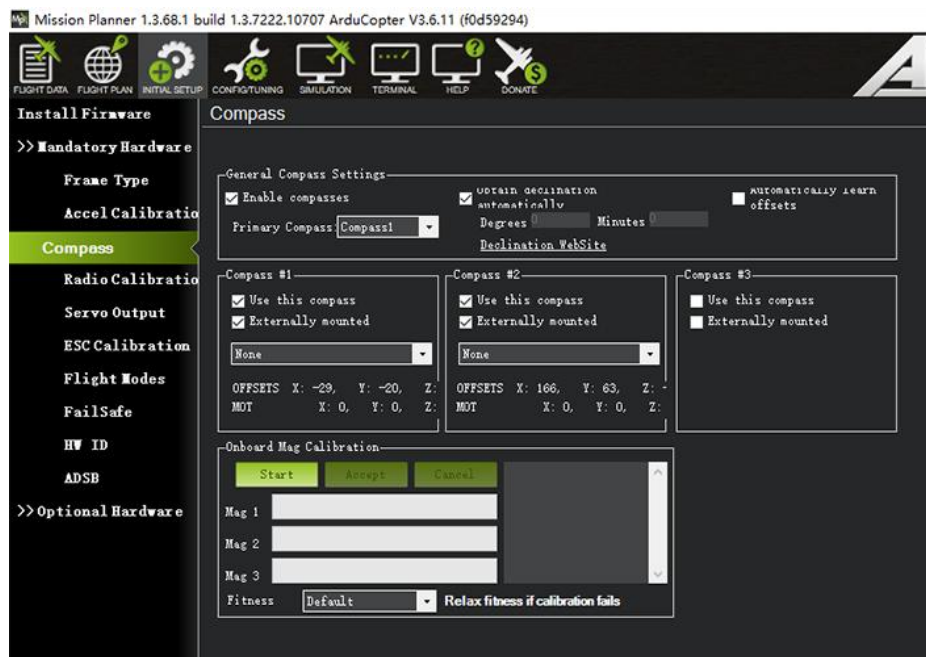 Mission Planner 1.3.68.1 build 1.3.7222.10707 ArduCopter V3.6.11 (f0d59294)
FLIGHT DATA FLIGHT PLAN INITIAL SETUP CONFIG/TUNING SIMULATION TERMINAL HELP DONATE
Install Firmware
Compass
>> Mandatory Hardware
Frame Type
Accel Calibratio
Compass
Radio Calibratio
Servo Output
ESC Calibration
Flight Modes
FailSafe
HW ID
ADSB
>> Optional Hardware
General Compass Settings
Enable compasses
Obtain declination
automatically
Automatically learn
offsets
Primary Compass: Compass1
Degrees 0 Minutes 0
Declination WebSite
Compass #1
Use this compass
Externally mounted
None
OFFSETS X: -29, Y: -20, Z:
MOT X: 0, Y: 0, Z:
Compass #2
Use this compass
Externally mounted
None
OFFSETS X: 166, Y: 63, Z: -
MOT X: 0, Y: 0, Z:
Compass #3
Use this compass
Externally mounted
Onboard Mag Calibration
Start Accept Cancel
Mag 1
Mag 2
Mag 3
Fitness Default Relax fitness if calibration fails